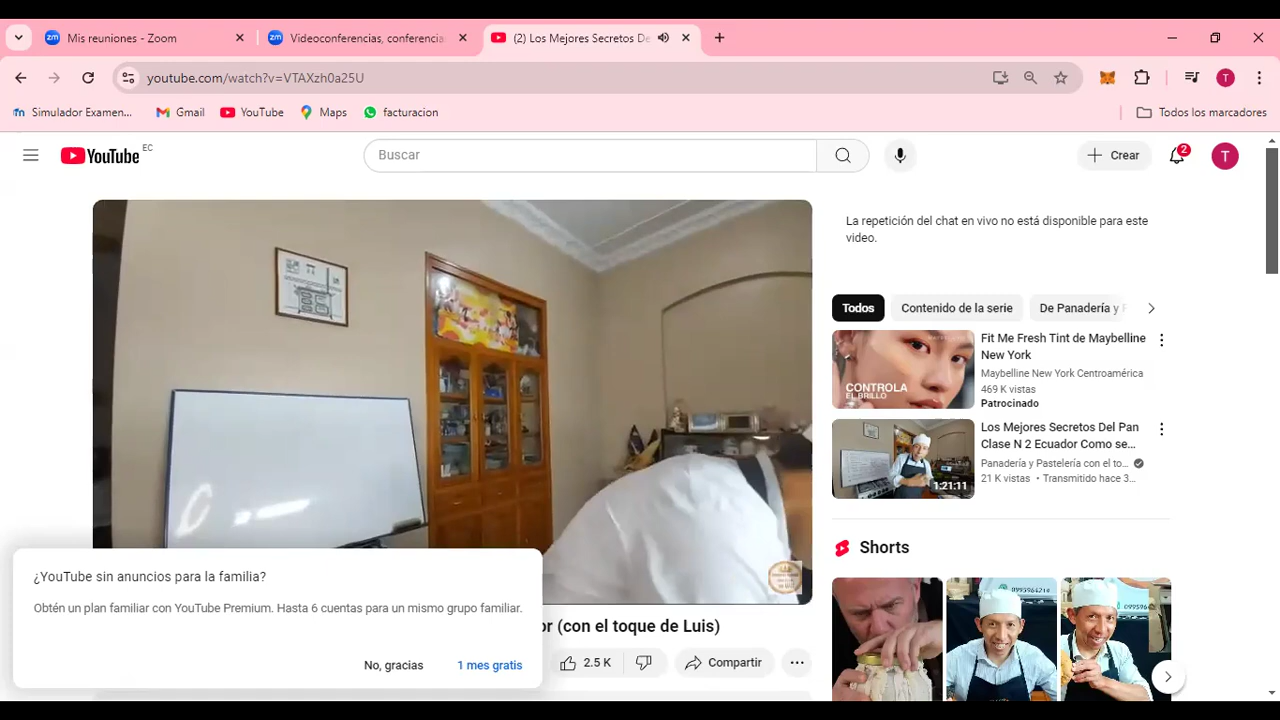 Mis reuniones - Zoom
Videoconferencias, conferencia
(2) Los Mejores Secretos De
youtube.com/watch?v=VTAXzh0a25U
T
Simulador Examen...
Gmail
YouTube
Maps
facturacion
Todos los marcadores
YouTube EC
Buscar
Crear
2
T
La repetición del chat en vivo no está disponible para este
video.
Todos
Contenido de la serie
De Panadería y
Fit Me Fresh Tint de Maybelline
New York
Maybelline New York Centroamérica
469 K vistas
Patrocinado
CONTROLA
EL BRILLO
Los Mejores Secretos Del Pan
Clase N 2 Ecuador Como se...
Panadería y Pastelería con el to...
21 K vistas • Transmitido hace 3...
1:21:11
Shorts
¿YouTube sin anuncios para la familia?
Obtén un plan familiar con YouTube Premium. Hasta 6 cuentas para un mismo grupo familiar.
No, gracias
1 mes gratis
or (con el toque de Luis)
2.5 K
Compartir
0995964213